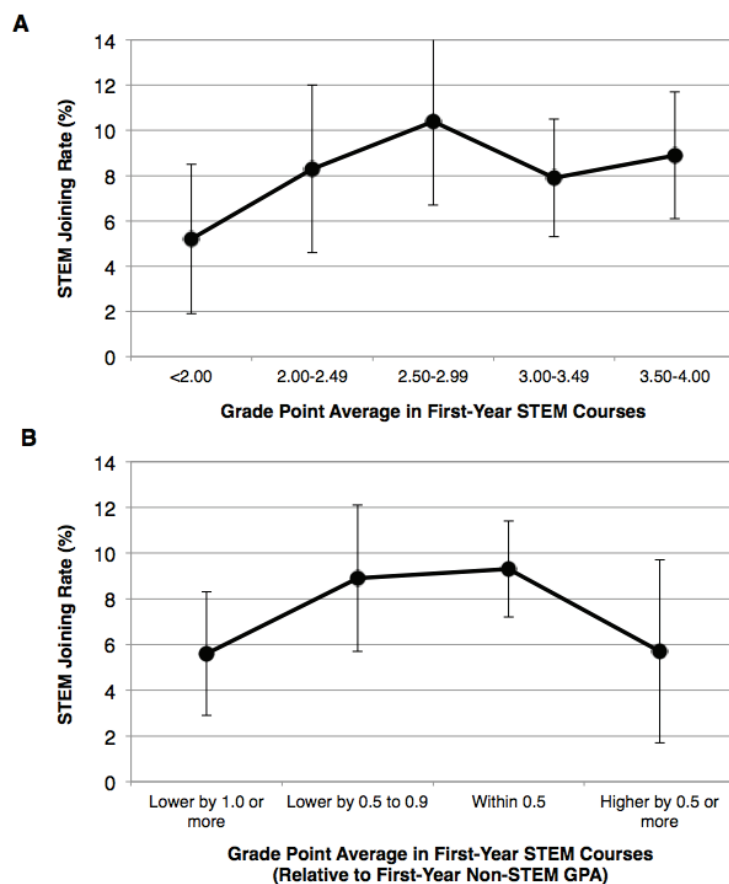 A
STEM Joining Rate (%)
14
12
10
8
6
4
2
0
<2.00 2.00-2.49 2.50-2.99 3.00-3.49 3.50-4.00
Grade Point Average in First-Year STEM Courses
B
STEM Joining Rate (%)
14
12
10
8
6
4
2
0
Lower by 1.0 or Lower by 0.5 to 0.9 Within 0.5 Higher by 0.5 or
more more
Grade Point Average in First-Year STEM Courses
(Relative to First-Year Non-STEM GPA)